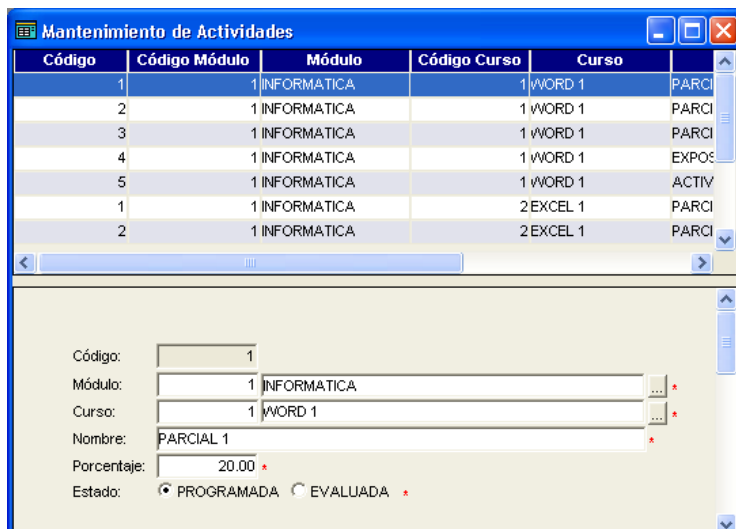 Mantenimiento de Actividades
Código Código Módulo Módulo Código Curso Curso
1 1 INFORMATICA 1 WORD 1 PARCI
2 1 INFORMATICA 1 WORD 1 PARCI
3 1 INFORMATICA 1 WORD 1 PARCI
4 1 INFORMATICA 1 WORD 1 EXPOS
5 1 INFORMATICA 1 WORD 1 ACTIV
1 1 INFORMATICA 2 EXCEL 1 PARCI
2 1 INFORMATICA 2 EXCEL 1 PARCI
Código: 1
Módulo: 1 INFORMATICA ... *
Curso: 1 WORD 1 ... *
Nombre: PARCIAL 1 *
Porcentaje: 20.00 *
Estado: PROGRAMADA EVALUADA *